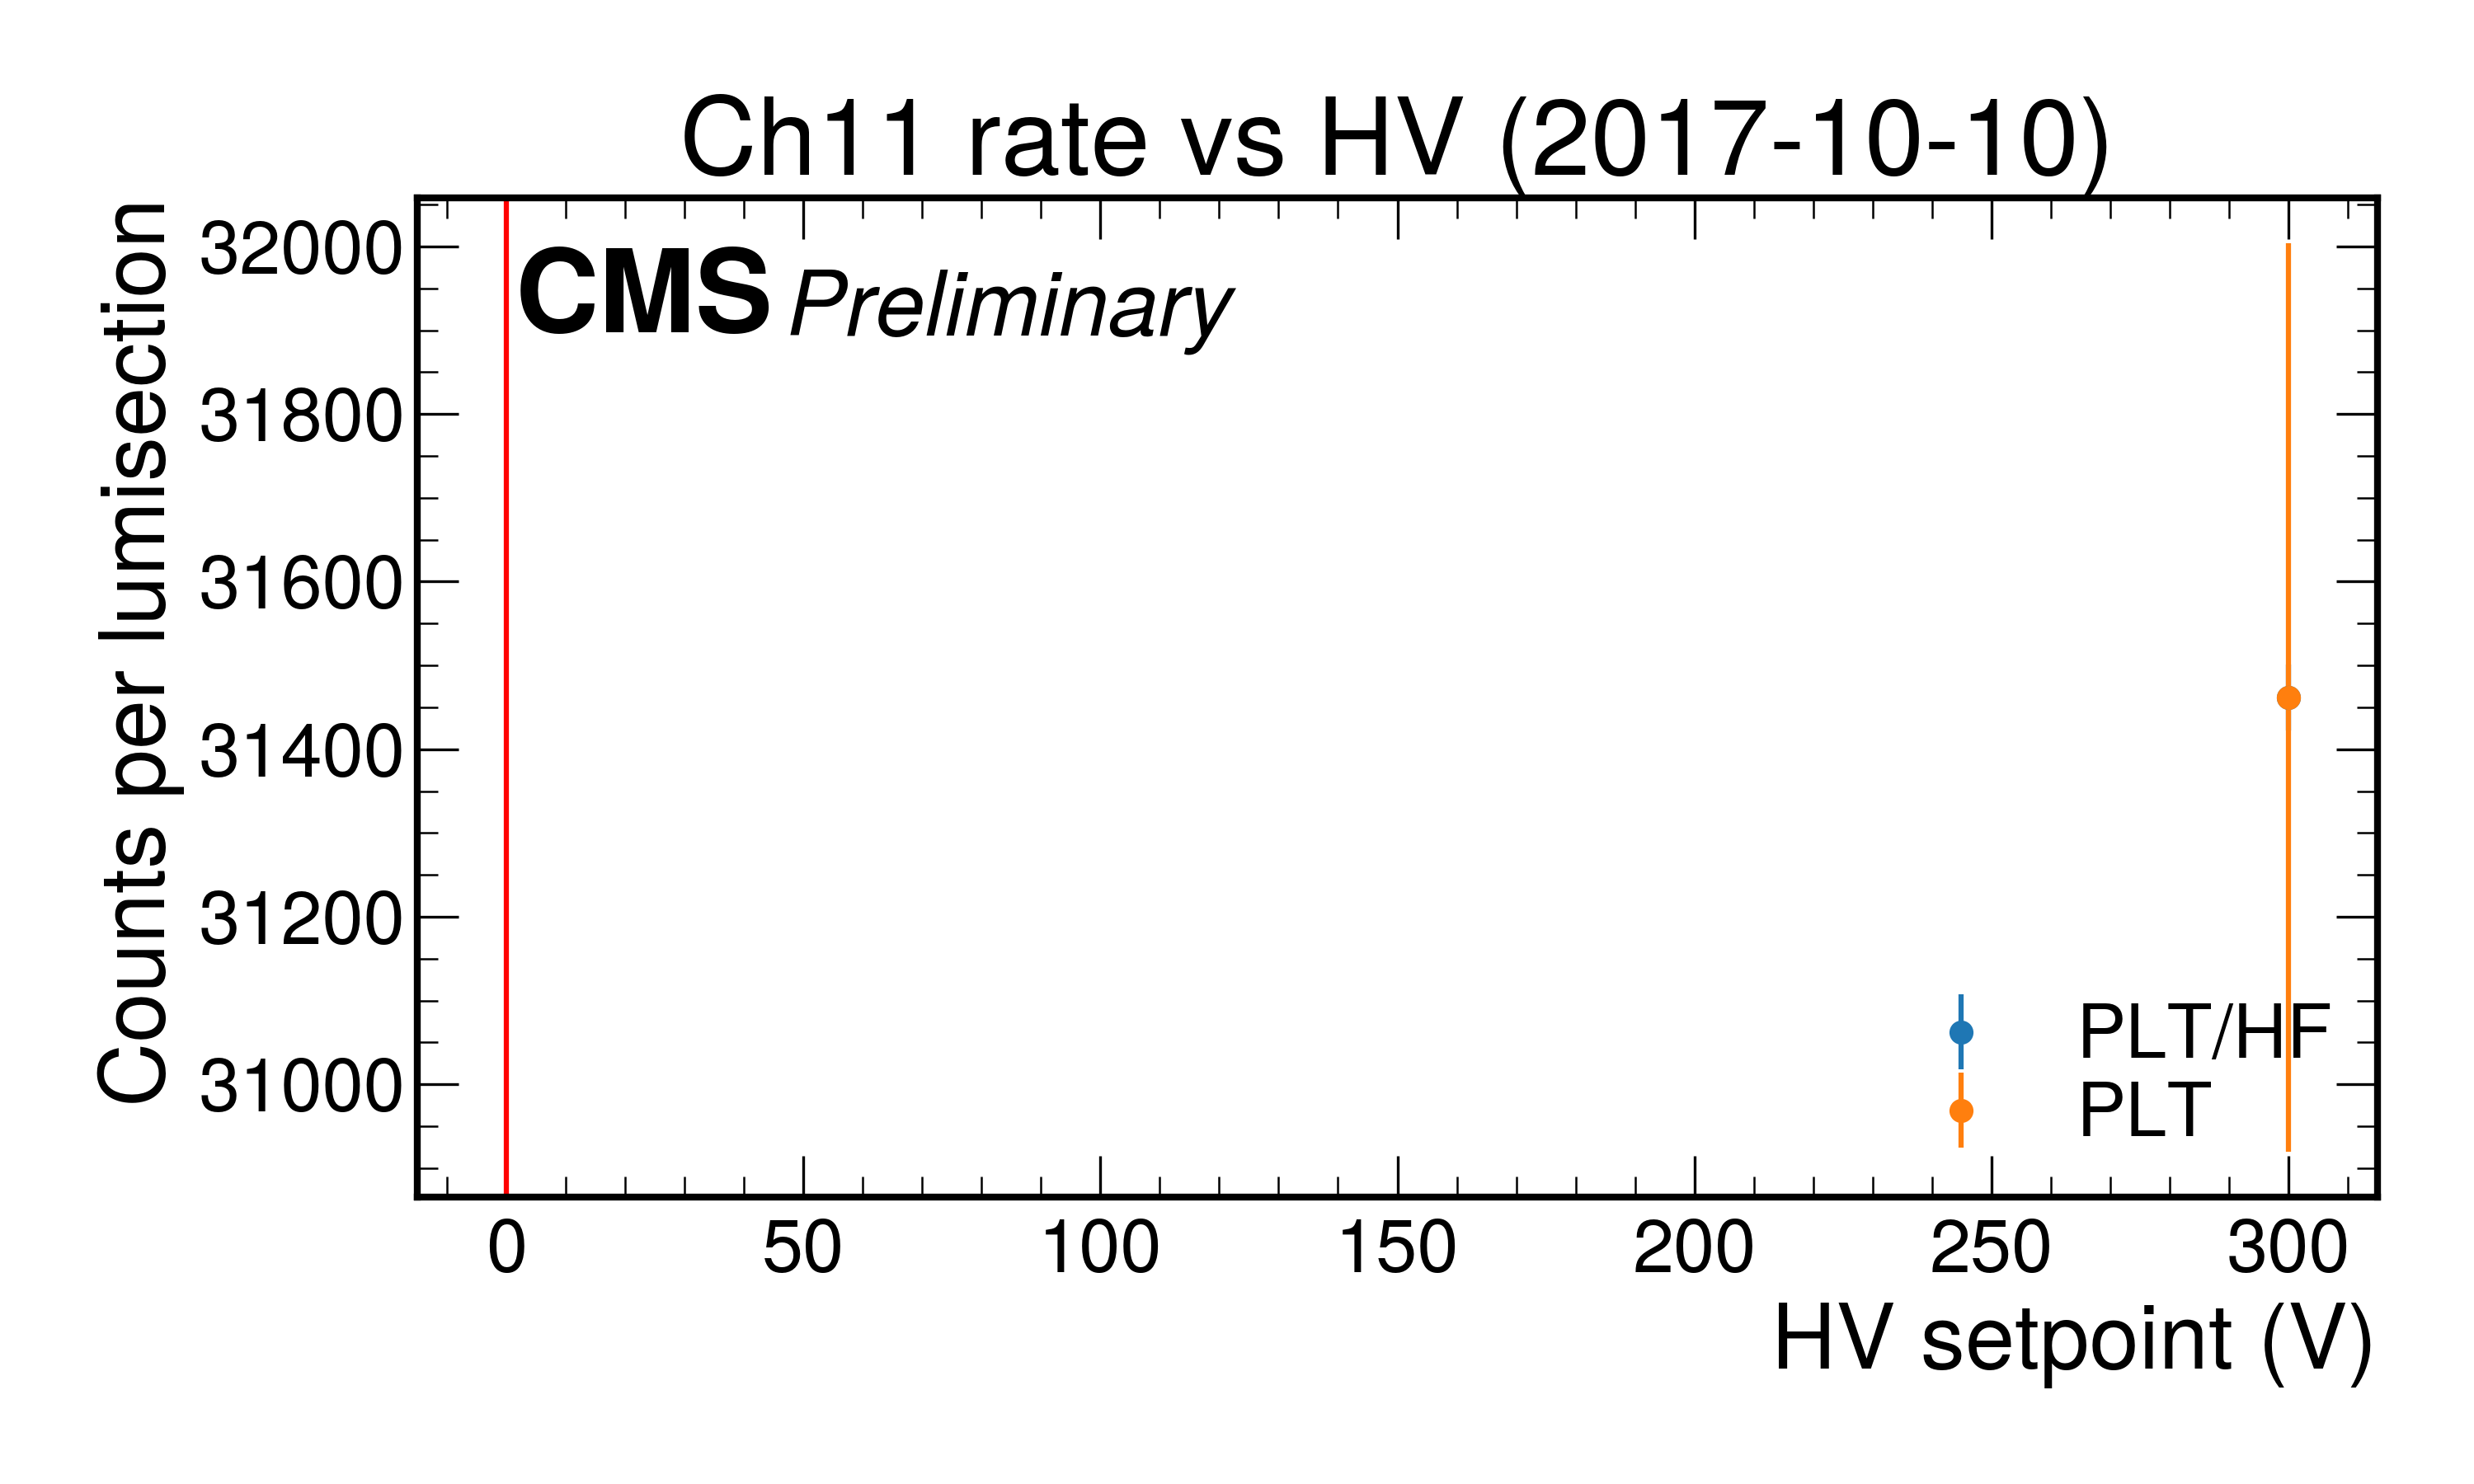 Ch11 rate vs HV (2017-10-10)
CMS Preliminary
Counts per lumisection
32000
31800
31600
31400
31200
31000
PLT/HF
PLT
0 50 100 150 200 250 300
HV setpoint (V)